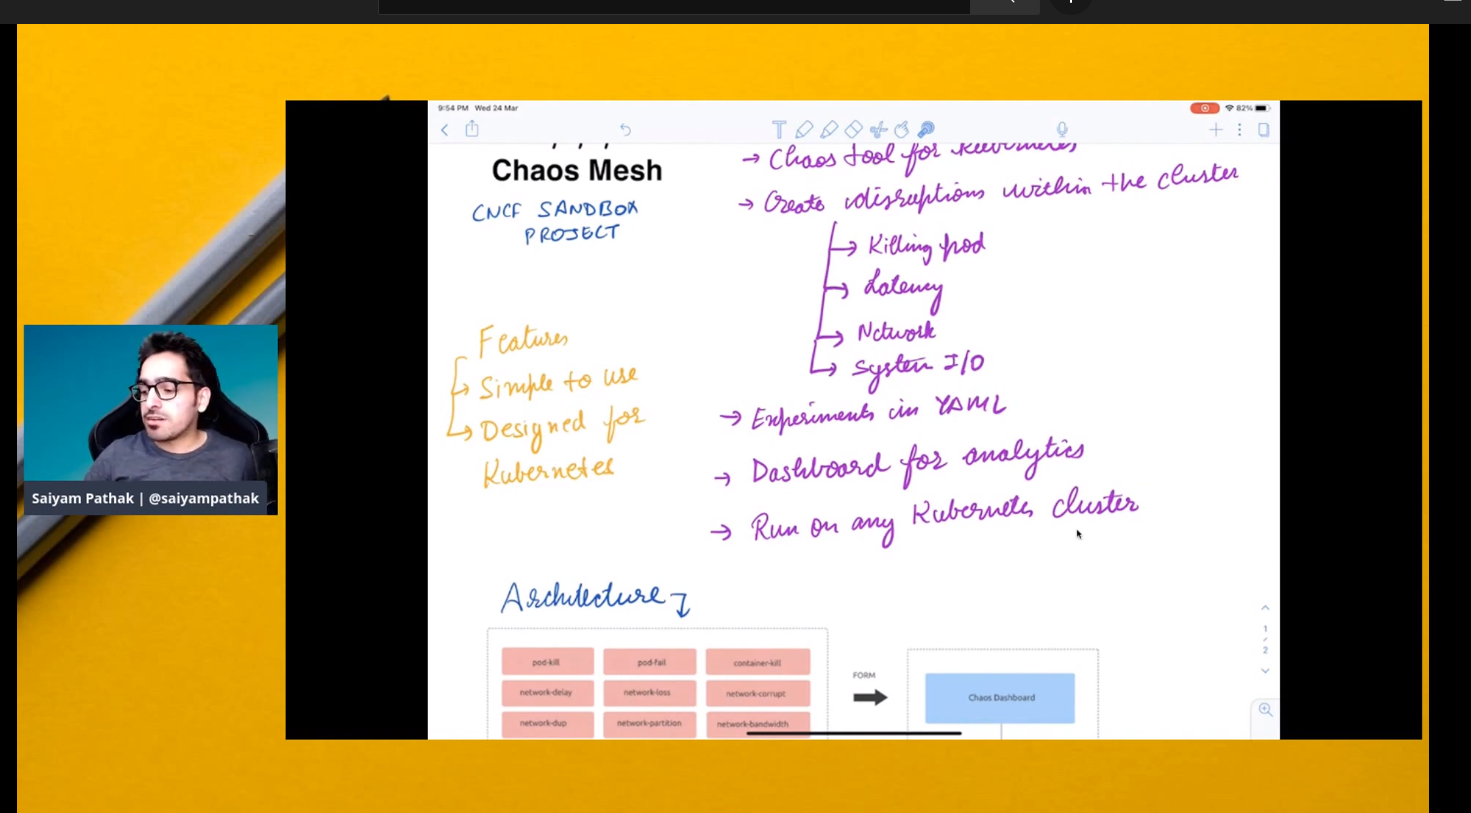 9:54 PM Wed 24 Mar
82%
Chaos Mesh
CNCF SANDBOX
PROJECT
→ Chaos tool for Kubernetes
→ Create disruptions within the cluster
→ Killing pod
→ Latency
→ Network
→ System I/O
→ Experiments in YAML
→ Dashboard for analytics
→ Run on any Kubernetes cluster
Features
→ Simple to use
→ Designed for
Kubernetes
Saiyam Pathak | @saiyampathak
Architecture
pod-kill pod-fail container-kill
network-delay network-loss network-corrupt
network-dup network-partition network-bandwidth
FORM
Chaos Dashboard
1
/
2